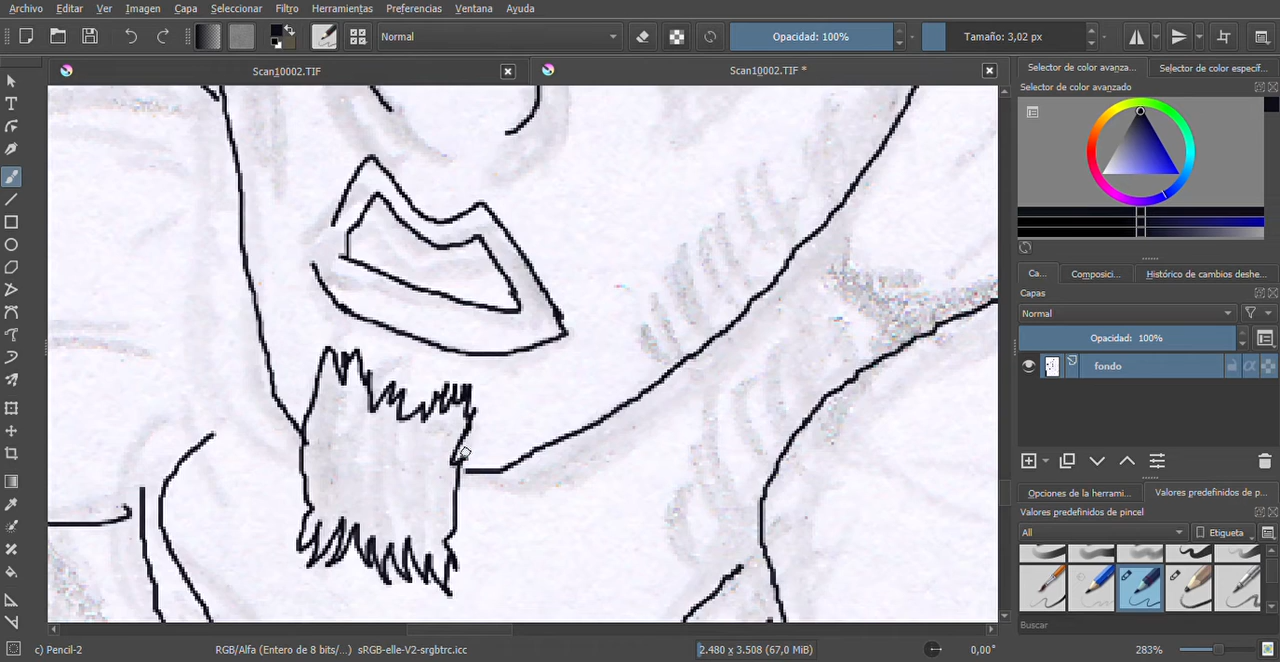 Archivo Editar Ver Imagen Capa Seleccionar Filtro Herramientas Preferencias Ventana Ayuda
Normal
Opacidad: 100%
Tamaño: 3,02 px
Scan10002.TIF
Scan10002.TIF *
Selector de color avanza...
Selector de color específ...
Selector de color avanzado
Ca...
Composici...
Histórico de cambios deshe...
Capas
Normal
Opacidad: 100%
fondo
Opciones de la herrami...
Valores predefinidos de p...
Valores predefinidos de pincel
All
Etiqueta
Buscar
c) Pencil-2
RGB/Alfa (Entero de 8 bits/...) sRGB-elle-V2-srgbtrc.icc
2.480 x 3.508 (67,0 MiB)
0,00°
283%